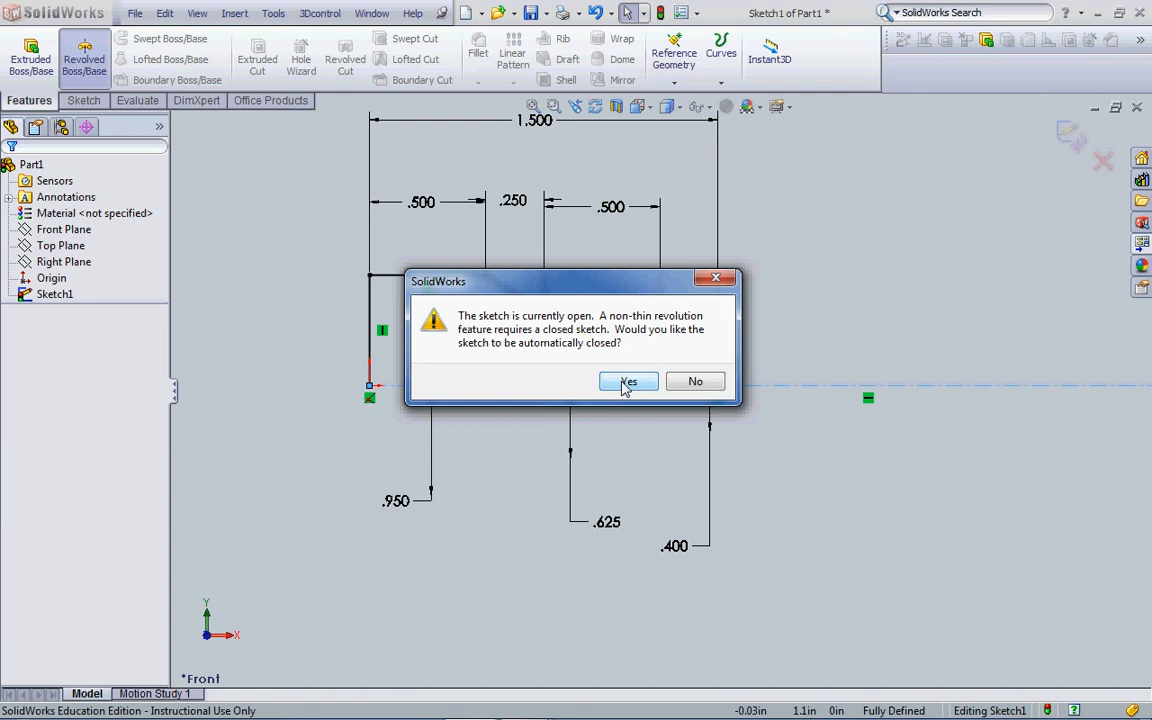 SolidWorks File Edit View Insert Tools 3Dcontrol Window Help Sketch1 of Part1 * SolidWorks Search
Extruded Boss/Base
Revolved Boss/Base
Swept Boss/Base
Lofted Boss/Base
Boundary Boss/Base
Extruded Cut
Hole Wizard
Revolved Cut
Swept Cut
Lofted Cut
Boundary Cut
Fillet
Linear Pattern
Rib
Draft
Shell
Wrap
Dome
Mirror
Reference Geometry
Curves
Instant3D
Features Sketch Evaluate DimXpert Office Products
1.500
Part1
Sensors
Annotations
Material <not specified>
Front Plane
Top Plane
Right Plane
Origin
Sketch1
.500 .250 .500
SolidWorks
The sketch is currently open. A non-thin revolution
feature requires a closed sketch. Would you like the
sketch to be automatically closed?
Yes No
.950
.625
.400
Y
X
*Front
Model Motion Study 1
SolidWorks Education Edition - Instructional Use Only -0.03in 1.1in 0in Fully Defined Editing Sketch1